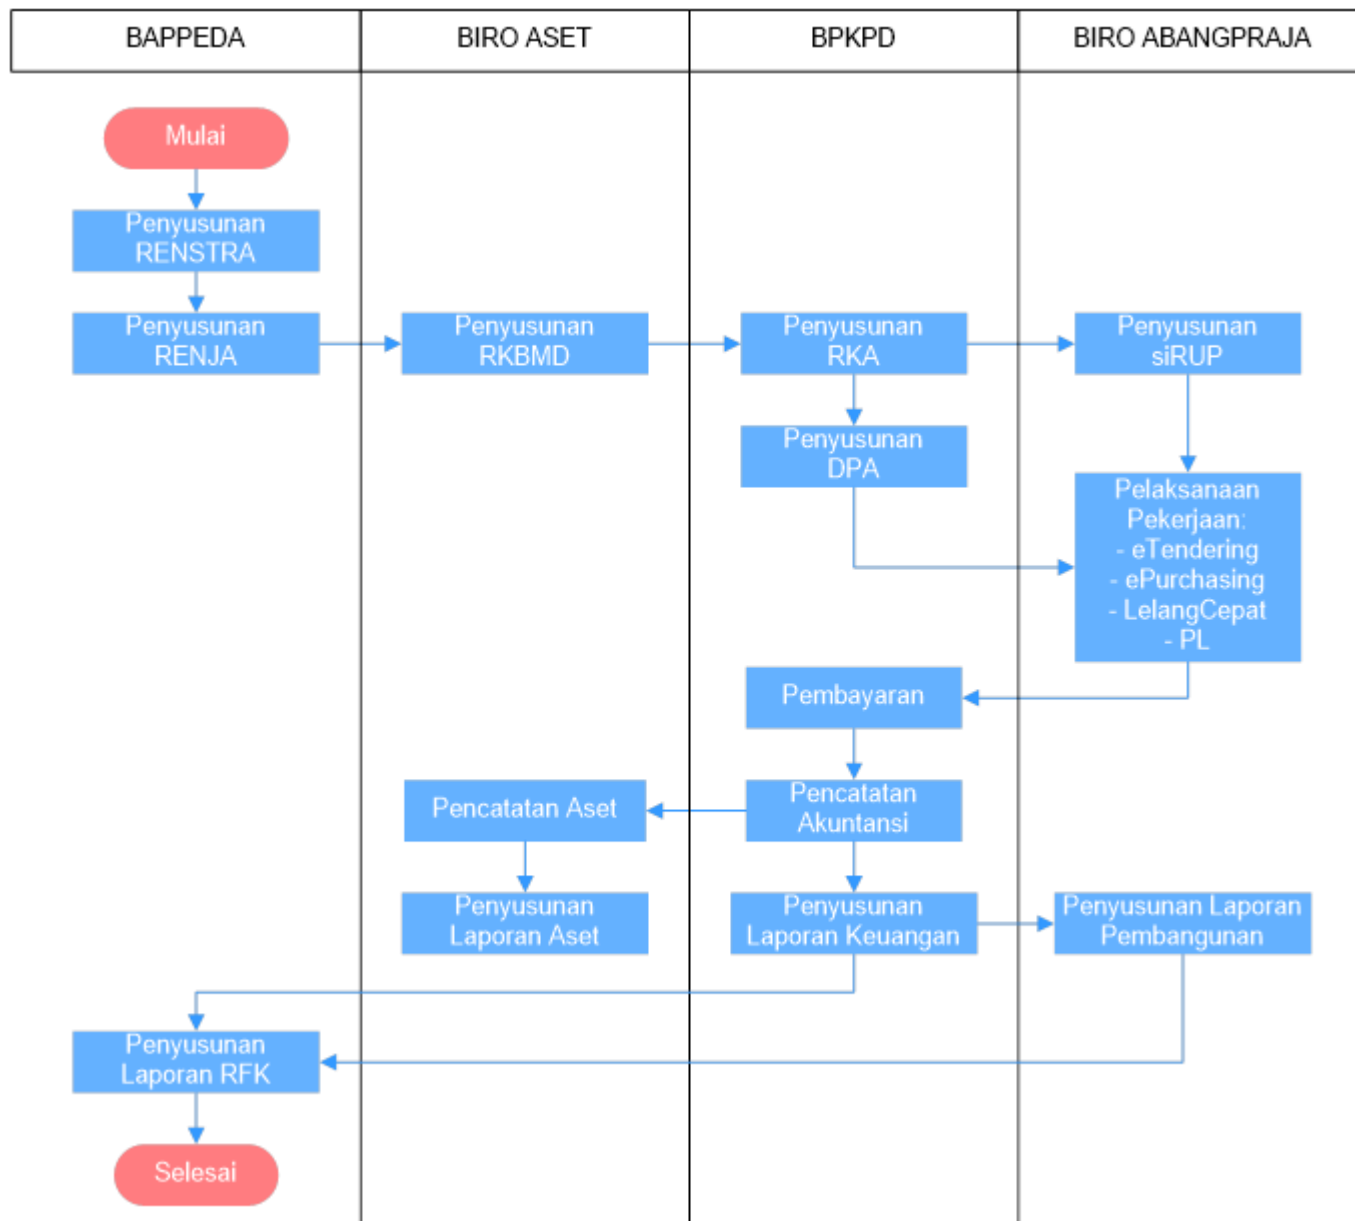 BAPPEDA
BIRO ASET
BPKPD
BIRO ABANGPRAJA
Mulai
Penyusunan
RENSTRA
Penyusunan
RENJA
Penyusunan
RKBMD
Penyusunan
RKA
Penyusunan
siRUP
Penyusunan
DPA
Pelaksanaan
Pekerjaan:
- eTendering
- ePurchasing
- LelangCepat
- PL
Pembayaran
Pencatatan Aset
Pencatatan
Akuntansi
Penyusunan
Laporan Aset
Penyusunan
Laporan Keuangan
Penyusunan Laporan
Pembangunan
Penyusunan
Laporan RFK
Selesai